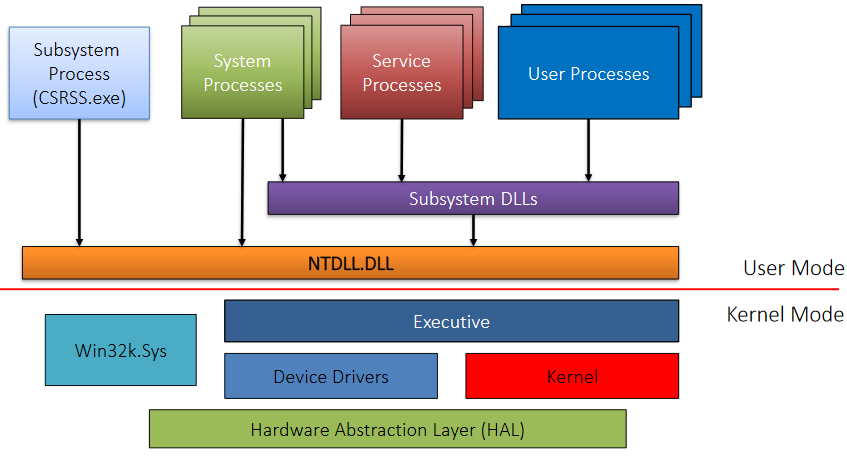 Subsystem
Process
(CSRSS.exe)
System
Processes
Service
Processes
User Processes
Subsystem DLLs
NTDLL.DLL
User Mode
Kernel Mode
Executive
Win32k.Sys
Device Drivers
Kernel
Hardware Abstraction Layer (HAL)